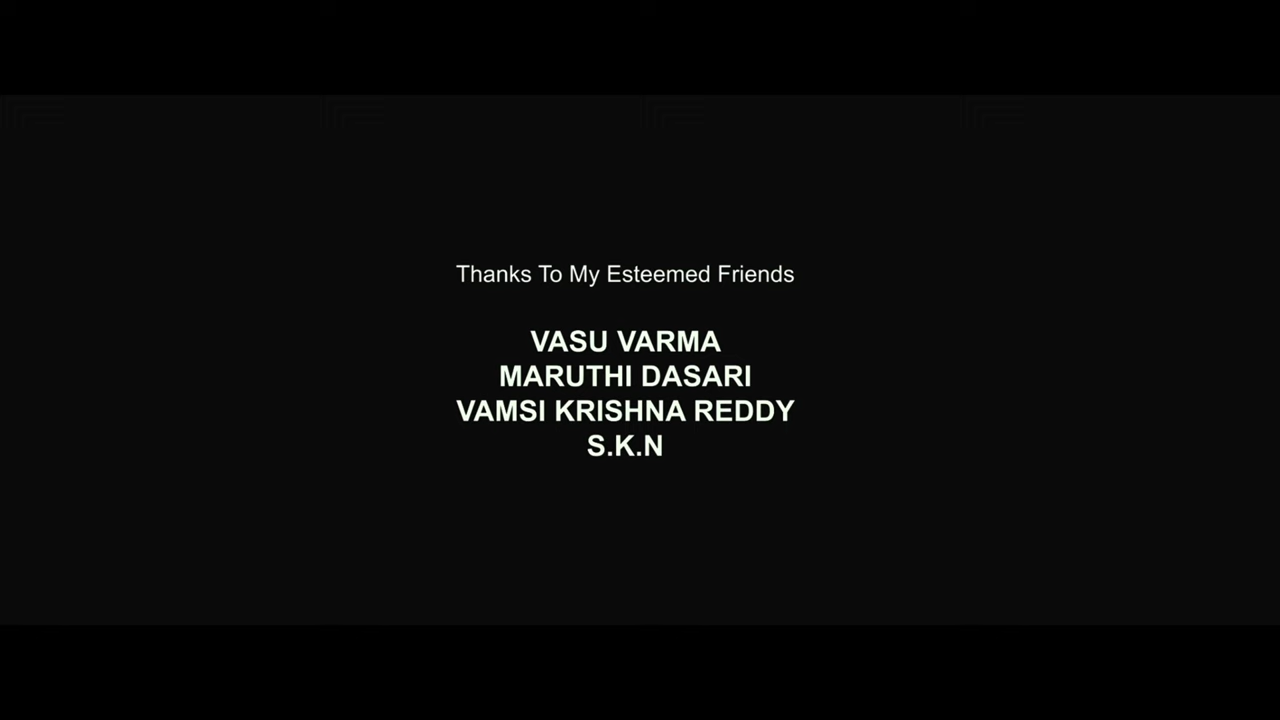 Thanks To My Esteemed Friends
VASU VARMA
MARUTHI DASARI
VAMSI KRISHNA REDDY
S.K.N